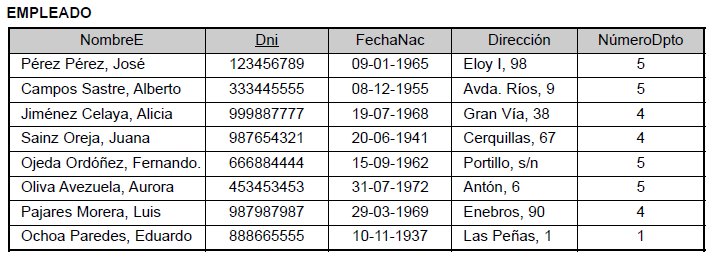 EMPLEADO
NombreE Dni FechaNac Dirección NúmeroDpto
Pérez Pérez, José 123456789 09-01-1965 Eloy I, 98 5
Campos Sastre, Alberto 333445555 08-12-1955 Avda. Ríos, 9 5
Jiménez Celaya, Alicia 999887777 19-07-1968 Gran Vía, 38 4
Sainz Oreja, Juana 987654321 20-06-1941 Cerquillas, 67 4
Ojeda Ordóñez, Fernando. 666884444 15-09-1962 Portillo, s/n 5
Oliva Avezuela, Aurora 453453453 31-07-1972 Antón, 6 5
Pajares Morera, Luis 987987987 29-03-1969 Enebros, 90 4
Ochoa Paredes, Eduardo 888665555 10-11-1937 Las Peñas, 1 1